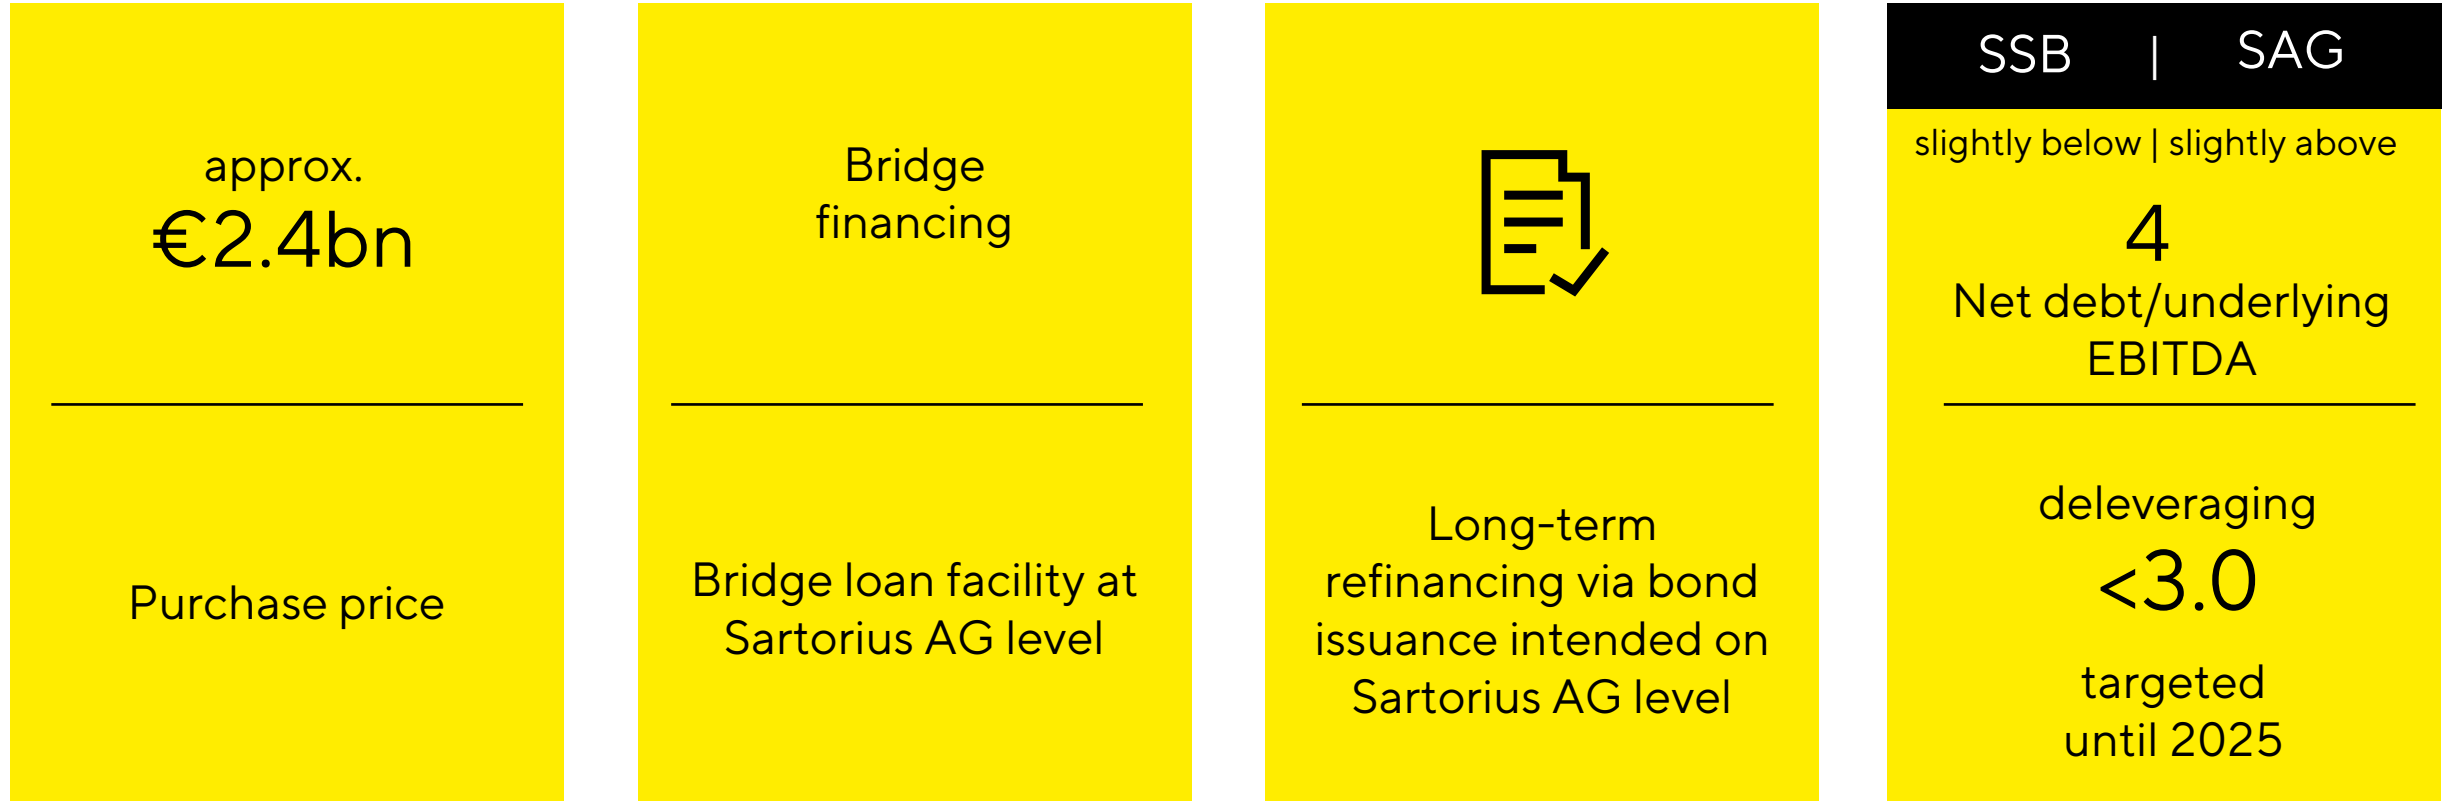 approx.
€2.4bn
Purchase price
Bridge
financing
Bridge loan facility at
Sartorius AG level
Long-term
refinancing via bond
issuance intended on
Sartorius AG level
SSB | SAG
slightly below | slightly above
4
Net debt/underlying
EBITDA
deleveraging
<3.0
targeted
until 2025